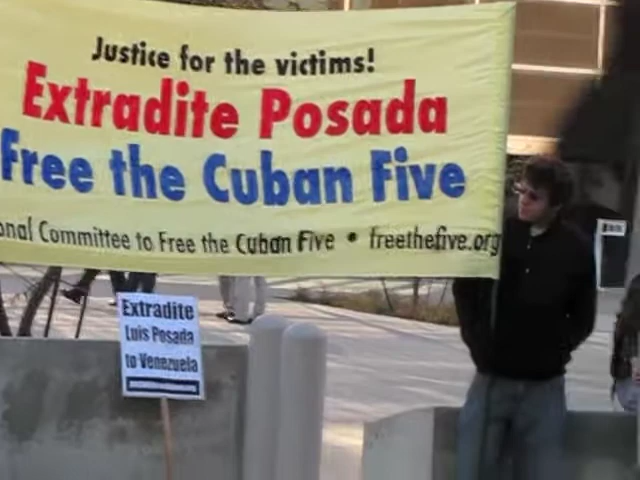 Justice for the victims!
Extradite Posada
Free the Cuban Five
onal Committee to Free the Cuban Five • freethefive.org
Extradite
Luis Posada
to Venezuela